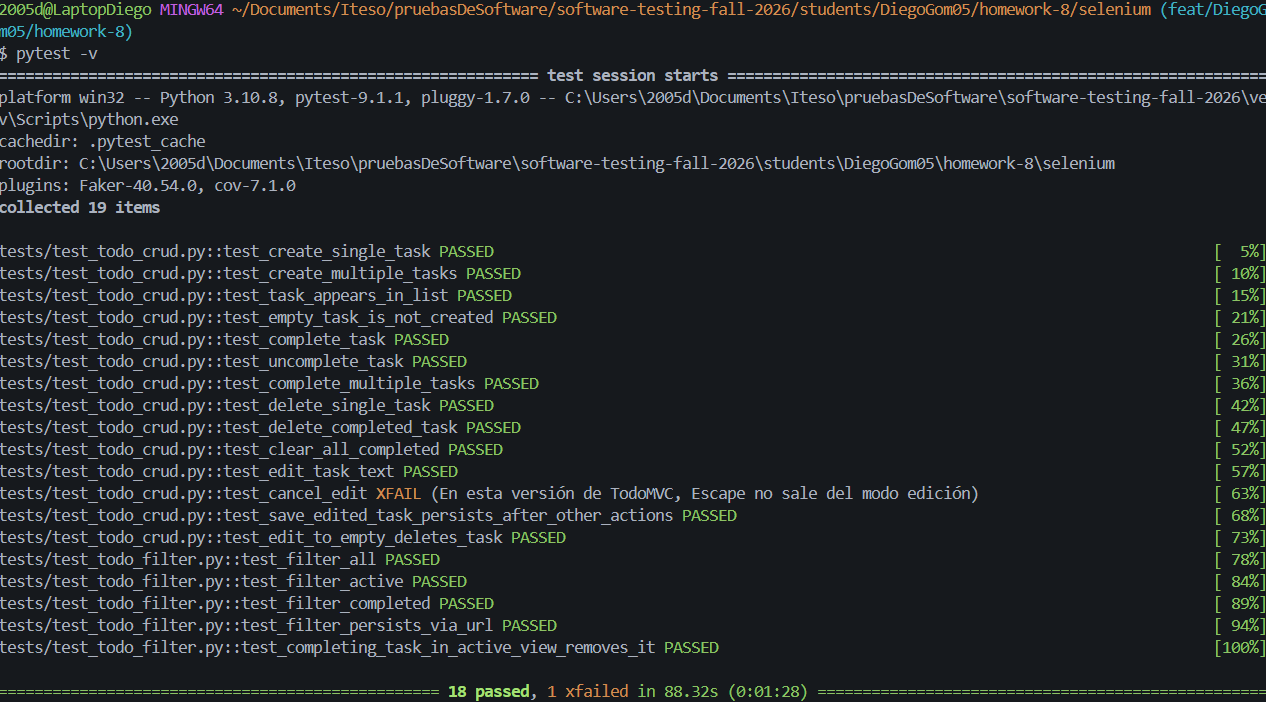 2005d@LaptopDiego MINGW64 ~/Documents/Iteso/pruebasDeSoftware/software-testing-fall-2026/students/DiegoGom05/homework-8/selenium (feat/DiegoG
m05/homework-8)
$ pytest -v
============================================================ test session starts ============================================================
platform win32 -- Python 3.10.8, pytest-9.1.1, pluggy-1.7.0 -- C:\Users\2005d\Documents\Iteso\pruebasDeSoftware\software-testing-fall-2026\ve
v\Scripts\python.exe
cachedir: .pytest_cache
rootdir: C:\Users\2005d\Documents\Iteso\pruebasDeSoftware\software-testing-fall-2026\students\DiegoGom05\homework-8\selenium
plugins: Faker-40.54.0, cov-7.1.0
collected 19 items
tests/test_todo_crud.py::test_create_single_task PASSED [  5%]
tests/test_todo_crud.py::test_create_multiple_tasks PASSED [ 10%]
tests/test_todo_crud.py::test_task_appears_in_list PASSED [ 15%]
tests/test_todo_crud.py::test_empty_task_is_not_created PASSED [ 21%]
tests/test_todo_crud.py::test_complete_task PASSED [ 26%]
tests/test_todo_crud.py::test_uncomplete_task PASSED [ 31%]
tests/test_todo_crud.py::test_complete_multiple_tasks PASSED [ 36%]
tests/test_todo_crud.py::test_delete_single_task PASSED [ 42%]
tests/test_todo_crud.py::test_delete_completed_task PASSED [ 47%]
tests/test_todo_crud.py::test_clear_all_completed PASSED [ 52%]
tests/test_todo_crud.py::test_edit_task_text PASSED [ 57%]
tests/test_todo_crud.py::test_cancel_edit XFAIL (En esta versión de TodoMVC, Escape no sale del modo edición) [ 63%]
tests/test_todo_crud.py::test_save_edited_task_persists_after_other_actions PASSED [ 68%]
tests/test_todo_crud.py::test_edit_to_empty_deletes_task PASSED [ 73%]
tests/test_todo_filter.py::test_filter_all PASSED [ 78%]
tests/test_todo_filter.py::test_filter_active PASSED [ 84%]
tests/test_todo_filter.py::test_filter_completed PASSED [ 89%]
tests/test_todo_filter.py::test_filter_persists_via_url PASSED [ 94%]
tests/test_todo_filter.py::test_completing_task_in_active_view_removes_it PASSED [100%]
================================================= 18 passed, 1 xfailed in 88.32s (0:01:28) ==================================================